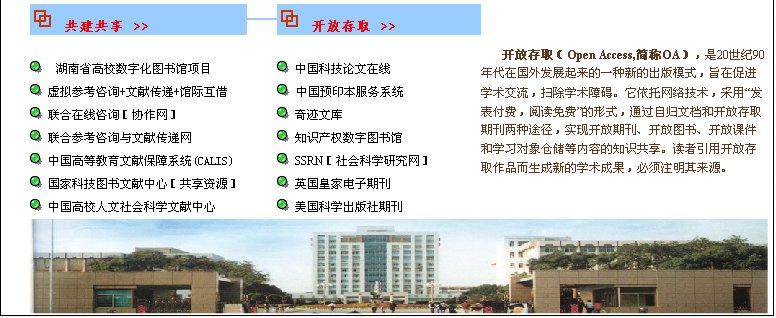 共建共享 >>
湖南省高校数字化图书馆项目
虚拟参考咨询+文献传递+馆际互借
联合在线咨询〖协作网〗
联合参考咨询与文献传递网
中国高等教育文献保障系统(CALIS)
国家科技图书文献中心〖共享资源〗
中国高校人文社会科学文献中心
开放存取 >>
中国科技论文在线
中国预印本服务系统
奇迹文库
知识产权数字图书馆
SSRN〖社会科学研究网〗
英国皇家电子期刊
美国科学出版社期刊
开放存取（Open Access,简称OA），是20世纪90
年代在国外发展起来的一种新的出版模式，旨在促进
学术交流，扫除学术障碍。它依托网络技术，采用“发
表付费，阅读免费”的形式，通过自归文档和开放存取
期刊两种途径，实现开放期刊、开放图书、开放课件
和学习对象仓储等内容的知识共享。读者引用开放存
取作品而生成新的学术成果，必须注明其来源。